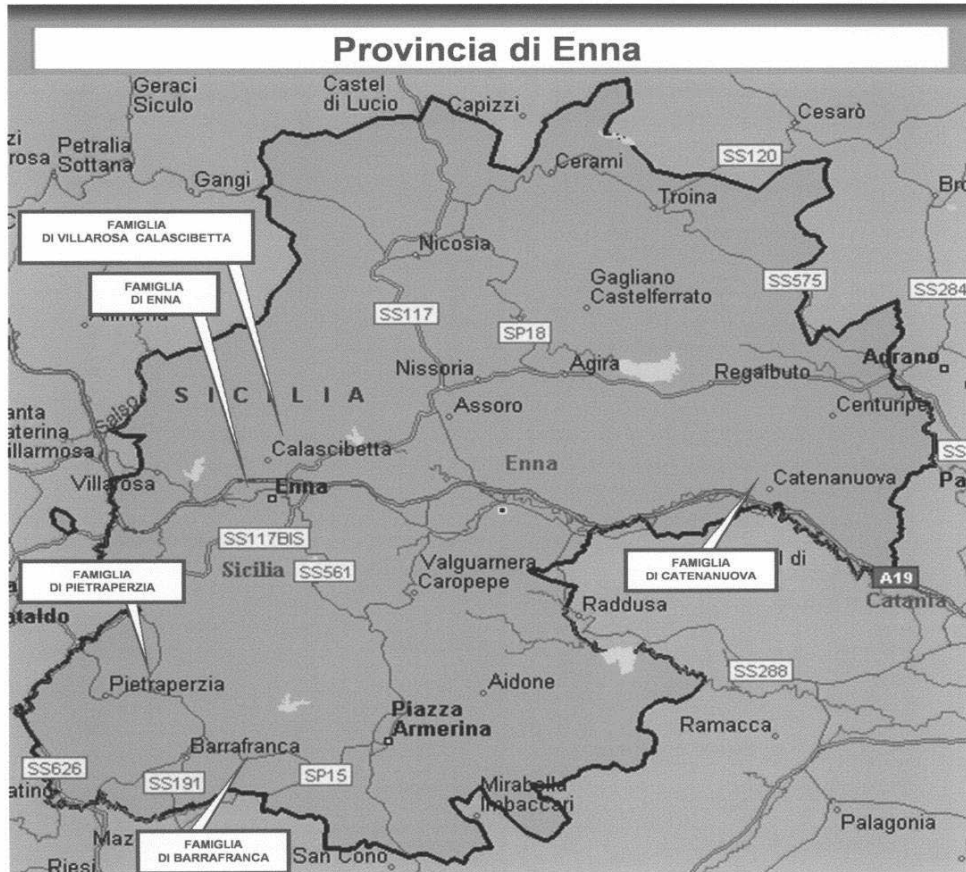 Provincia di Enna
Geraci
Siculo
Castel
di Lucio
Capizzi
Cesarò
Petralia
Sottana
SS120
Gangi
Cerami
Troina
FAMIGLIA
DI VILLAROSA CALASCIBETTA
Nicosia
FAMIGLIA
DI ENNA
Gagliano
Castelferrato
SS575
SS284
SS117
SP18
Adrano
Nissoria
Agira
Regalbuto
SICILIA
Salso
Assoro
Centuripe
Calascibetta
Villarosa
Enna
Enna
Catenanuova
SS117BIS
Sicilia
SS561
Valguarnera
Caropepe
FAMIGLIA
DI PIETRAPERZIA
FAMIGLIA
DI CATENANUOVA
A19
Catania
Raddusa
SS288
Pietraperzia
Aidone
Piazza
Armerina
Ramacca
Barrafranca
SS626
SS191
SP15
Mirabella
Imbaccari
Palagonia
FAMIGLIA
DI BARRAFRANCA
San Cono
Riesi